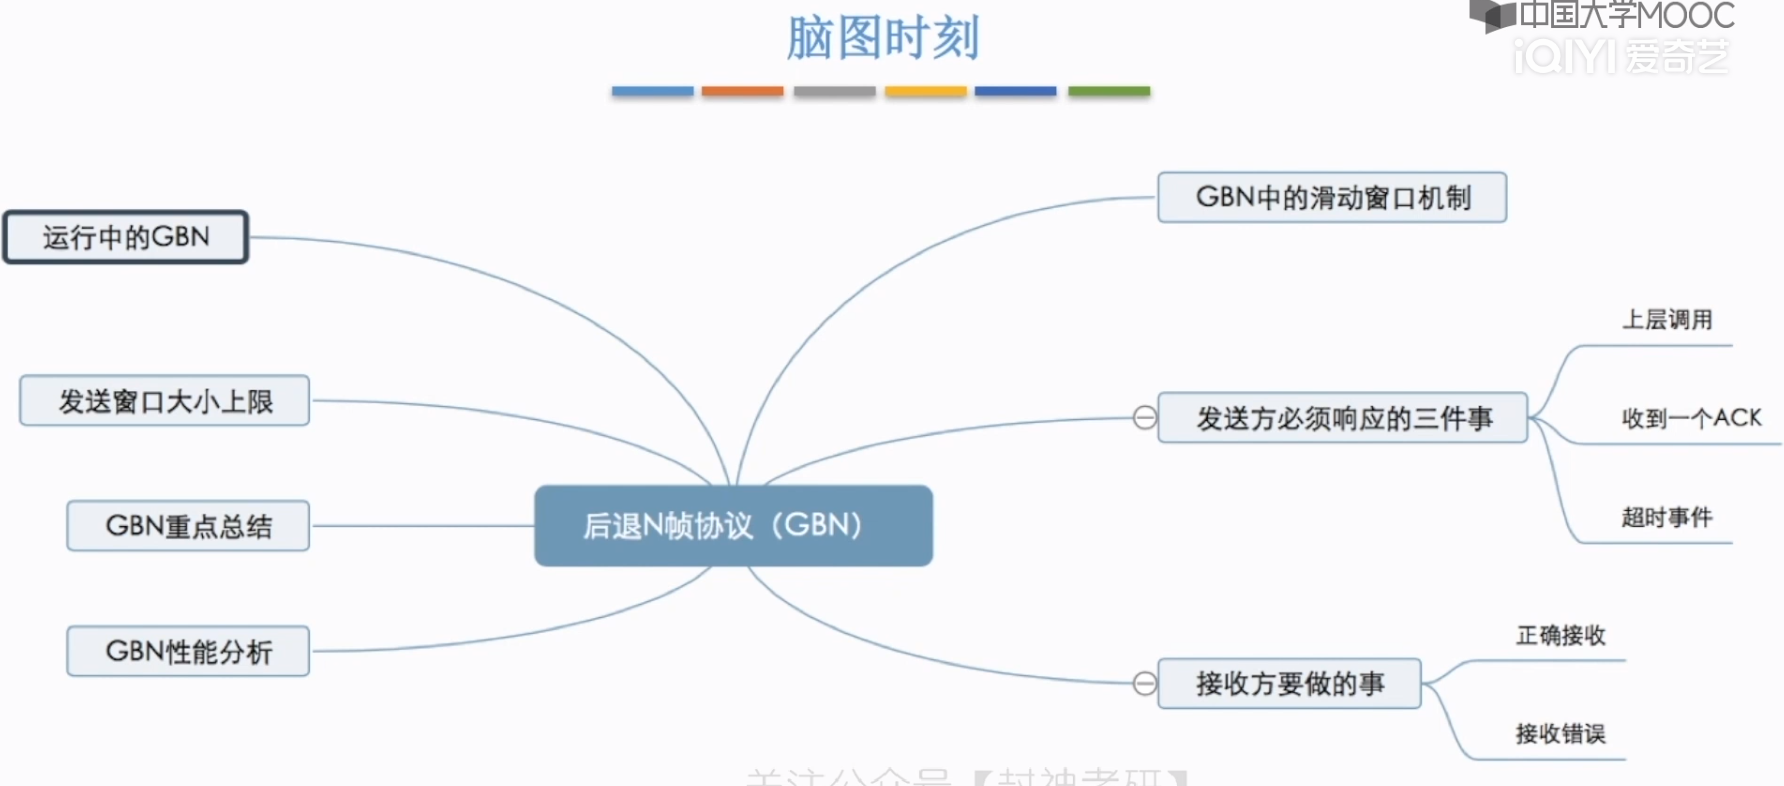 脑图时刻
中国大学MOOC
iQIYI 爱奇艺
运行中的GBN
发送窗口大小上限
GBN重点总结
GBN性能分析
后退N帧协议（GBN）
GBN中的滑动窗口机制
发送方必须响应的三件事
上层调用
收到一个ACK
超时事件
接收方要做的事
正确接收
接收错误
关注公众号【封神考研】